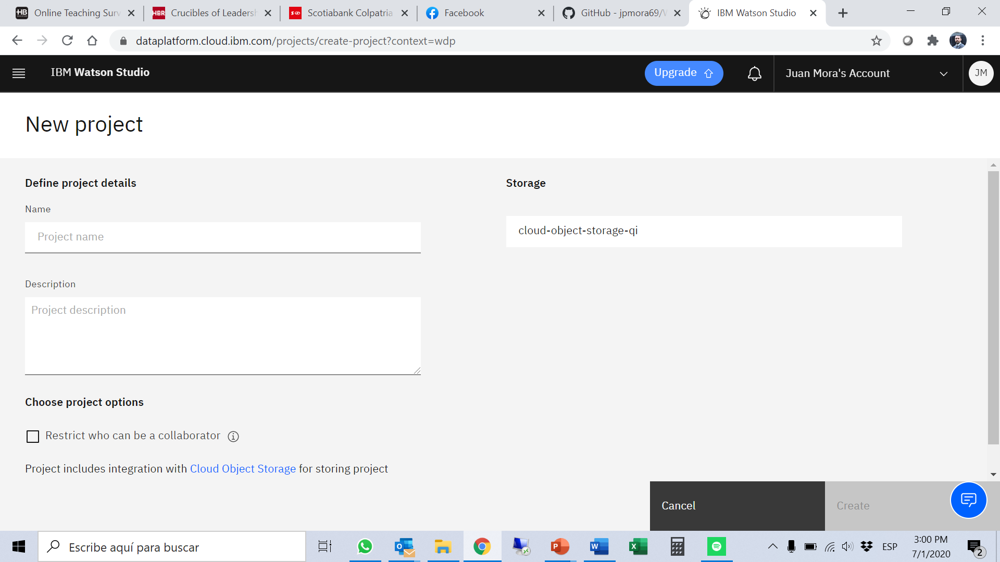 Online Teaching Surv
Crucibles of Leadersh
Scotiabank Colpatria
Facebook
GitHub - jpmora69/W
IBM Watson Studio
dataplatform.cloud.ibm.com/projects/create-project?context=wdp
IBM Watson Studio
Upgrade
Juan Mora's Account
JM
New project
Define project details
Storage
Name
Project name
cloud-object-storage-qi
Description
Project description
Choose project options
Restrict who can be a collaborator
Project includes integration with Cloud Object Storage for storing project
Cancel
Create
Escribe aquí para buscar
ESP
3:00 PM
7/1/2020
2